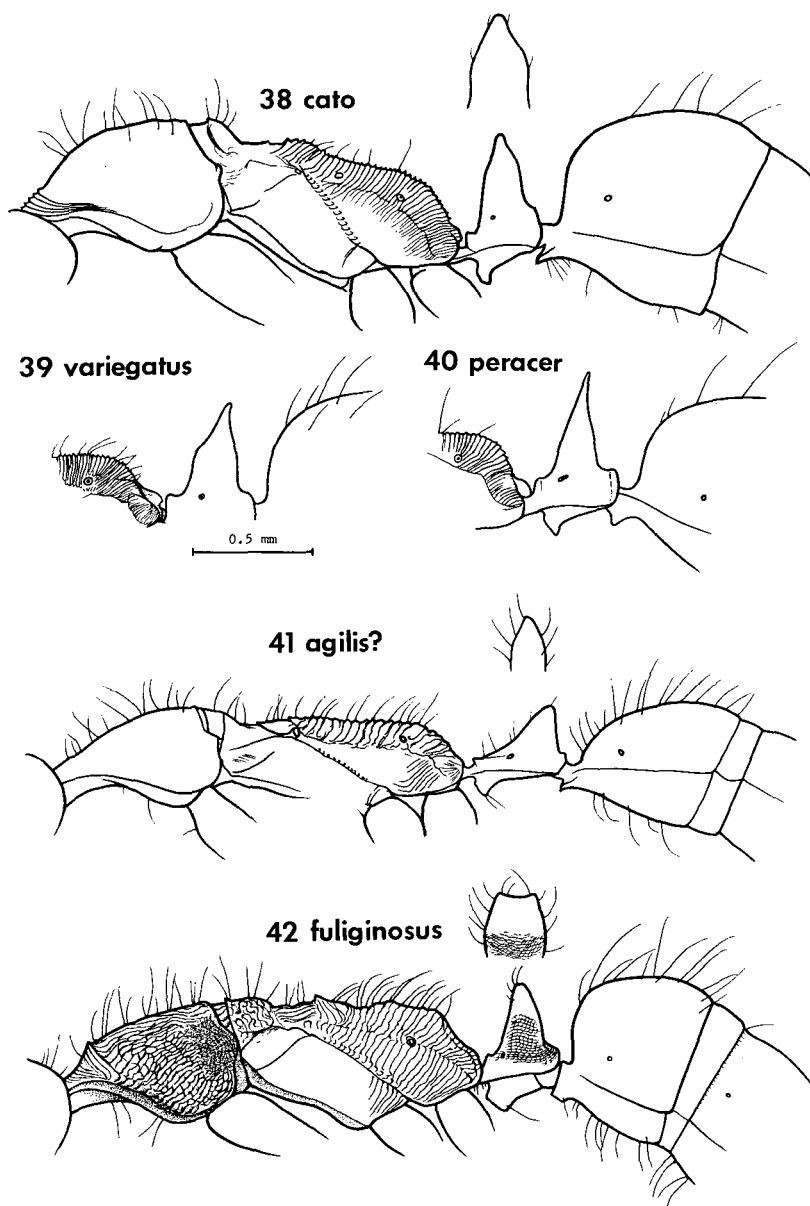 38 cato
39 variegatus
40 peracer
0.5 mm
41 agilis?
42 fuliginosus